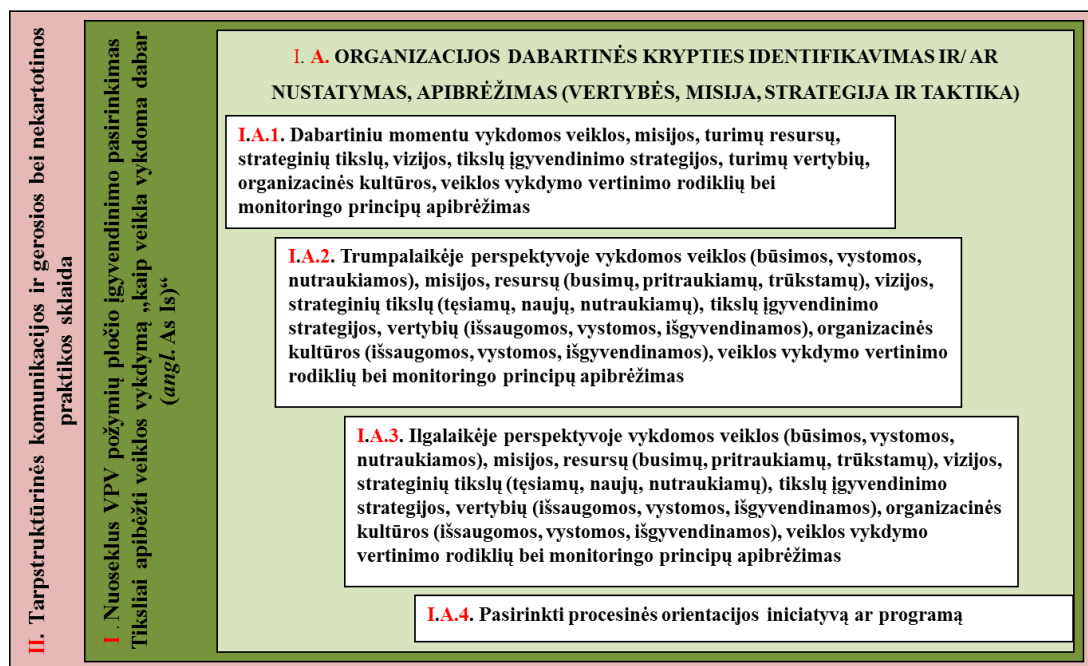 II. Tarpstruktūrinės komunikacijos ir gerosios bei nekartotinos
praktikos sklaida
I . Nuoseklus VPV požymių pločio įgyvendinimo pasirinkimas
Tiksliai apibėžti veiklos vykdymą „kaip veikla vykdoma dabar
(angl. As Is)“
I. A. ORGANIZACIJOS DABARTINĖS KRYPTIES IDENTIFIKAVIMAS IR/ AR
NUSTATYMAS, APIBRĖŽIMAS (VERTYBĖS, MISIJA, STRATEGIJA IR TAKTIKA)
I.A.1. Dabartiniu momentu vykdomos veiklos, misijos, turimų resursų,
strateginių tikslų, vizijos, tikslų įgyvendinimo strategijos, turimų vertybių,
organizacinės kultūros, veiklos vykdymo vertinimo rodiklių bei
monitoringo principų apibrėžimas
I.A.2. Trumpalaikėje perspektyvoje vykdomos veiklos (būsimos, vystomos,
nutraukiamos), misijos, resursų (busimų, pritraukiamų, trūkstamų), vizijos,
strateginių tikslų (tęsiamų, naujų, nutraukiamų), tikslų įgyvendinimo
strategijos, vertybių (išsaugomos, vystomos, išgyvendinamos), organizacinės
kultūros (išsaugomos, vystomos, išgyvendinamos), veiklos vykdymo vertinimo
rodiklių bei monitoringo principų apibrėžimas
I.A.3. Ilgalaikėje perspektyvoje vykdomos veiklos (būsimos, vystomos,
nutraukiamos), misijos, resursų (busimų, pritraukiamų, trūkstamų), vizijos,
strateginių tikslų (tęsiamų, naujų, nutraukiamų), tikslų įgyvendinimo
strategijos, vertybių (išsaugomos, vystomos, išgyvendinamos), organizacinės
kultūros (išsaugomos, vystomos, išgyvendinamos), veiklos vykdymo
vertinimo rodiklių bei monitoringo principų apibrėžimas
I.A.4. Pasirinkti procesinės orientacijos iniciatyvą ar programą